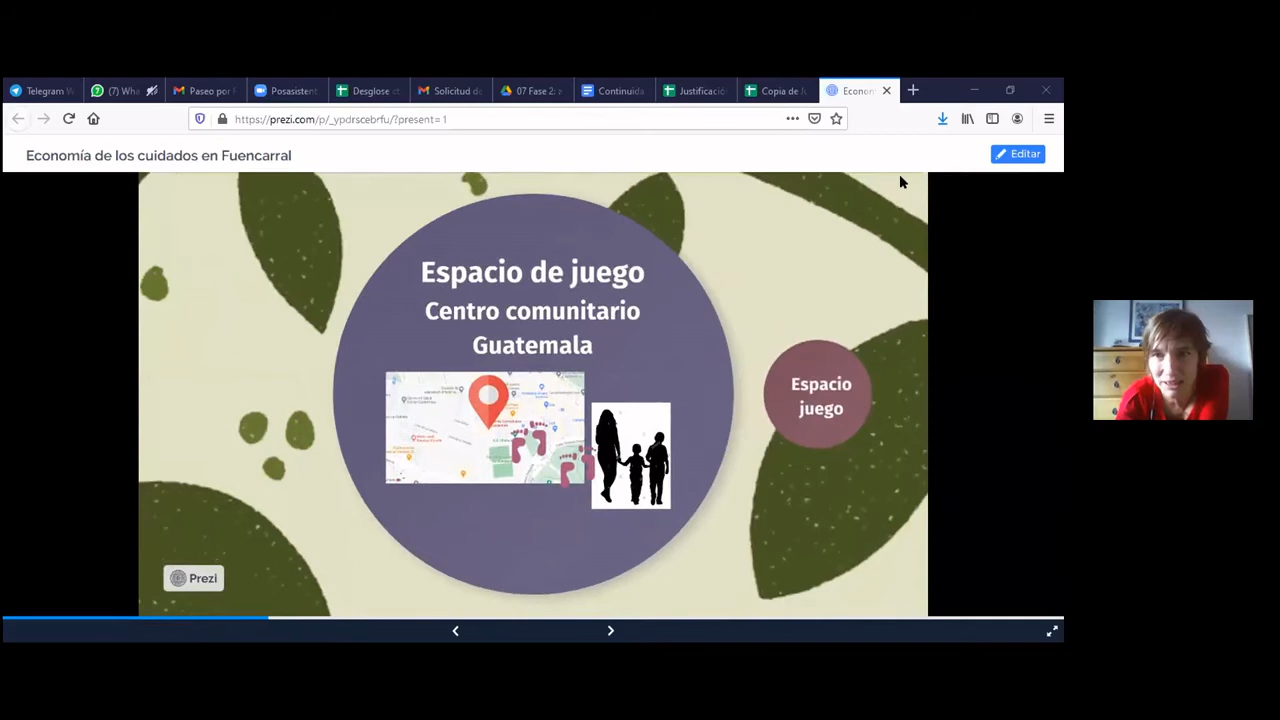 Telegram W
(7) Wha
Paseo por F
Posasistent
Desglose ct
Solicitud de
07 Fase 2: r
Continuida
Justificació
Copia de J
Econom
https://prezi.com/p/_ypdrscebrfu/?present=1
Economía de los cuidados en Fuencarral
Editar
Espacio de juego
Centro comunitario
Guatemala
Espacio
juego
Prezi